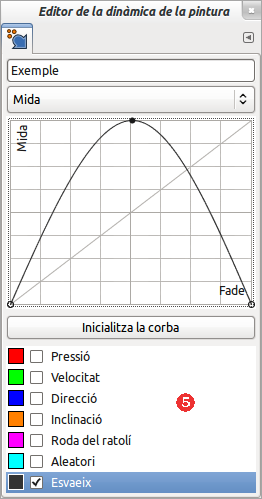 Editor de la dinàmica de la pintura
Exemple
Mida
Mida
Fade
Inicialitza la corba
Pressió
Velocitat
Direcció
5
Inclinació
Roda del ratolí
Aleatori
Esvaeix